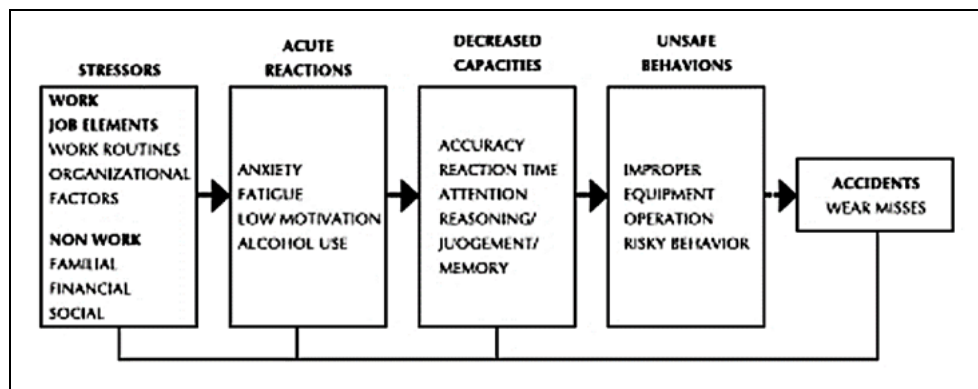 STRESSORS
WORK
JOB ELEMENTS
WORK ROUTINES
ORGANIZATIONAL
FACTORS
NON WORK
FAMILIAL
FINANCIAL
SOCIAL
ACUTE
REACTIONS
ANXIETY
FATIGUE
LOW MOTIVATION
ALCOHOL USE
DECREASED
CAPACITIES
ACCURACY
REACTION TIME
ATTENTION
REASONING/
JUOGEMENT/
MEMORY
UNSAFE
BEHAVIORS
IMPROPER
EQUIPMENT
OPERATION
RISKY BEHAVIOR
ACCIDENTS
WEAR MISSES